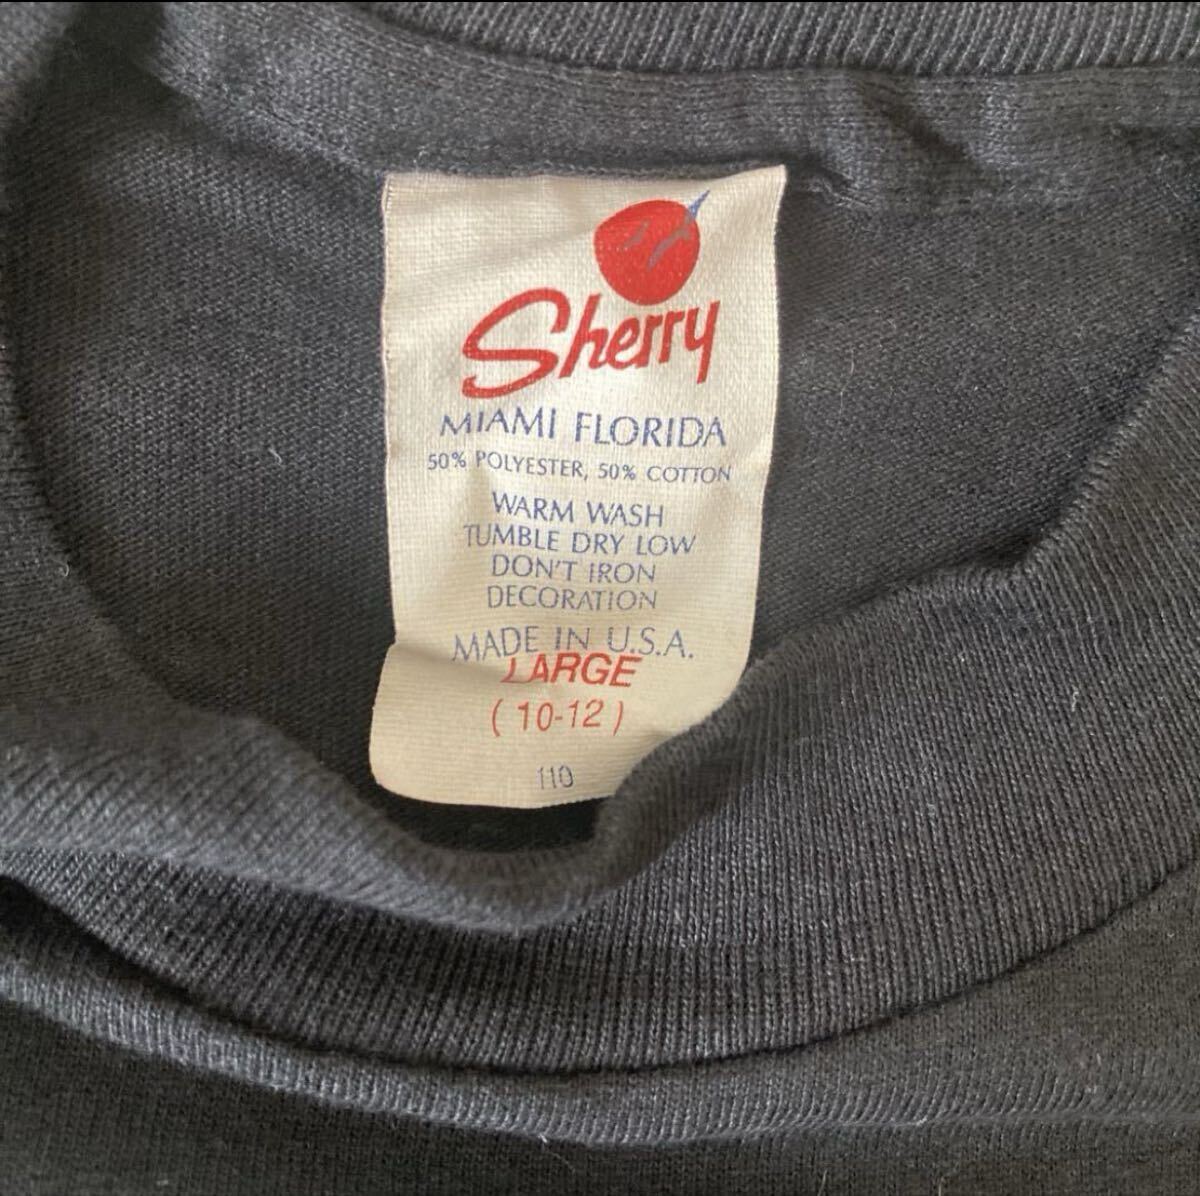 Sherry
MIAMI FLORIDA
50% POLYESTER, 50% COTTON
WARM WASH
TUMBLE DRY LOW
DON'T IRON
DECORATION
MADE IN U.S.A.
LARGE
( 10-12 )
110